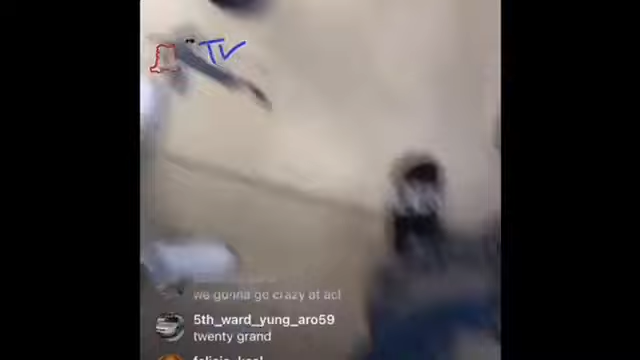 TV
we gonna go crazy at acl
5th_ward_yung_aro59
twenty grand